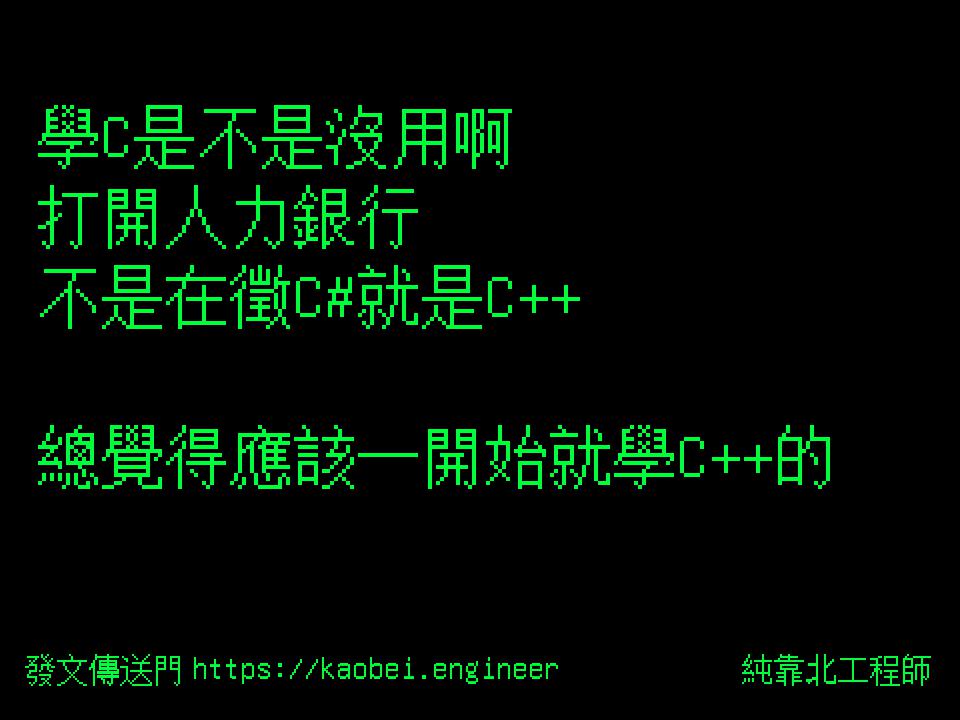 學C是不是沒用啊
打開人力銀行
不是在徵C#就是C++
總覺得應該一開始就學C++的
發文傳送門 https://kaobei.engineer
純靠北工程師